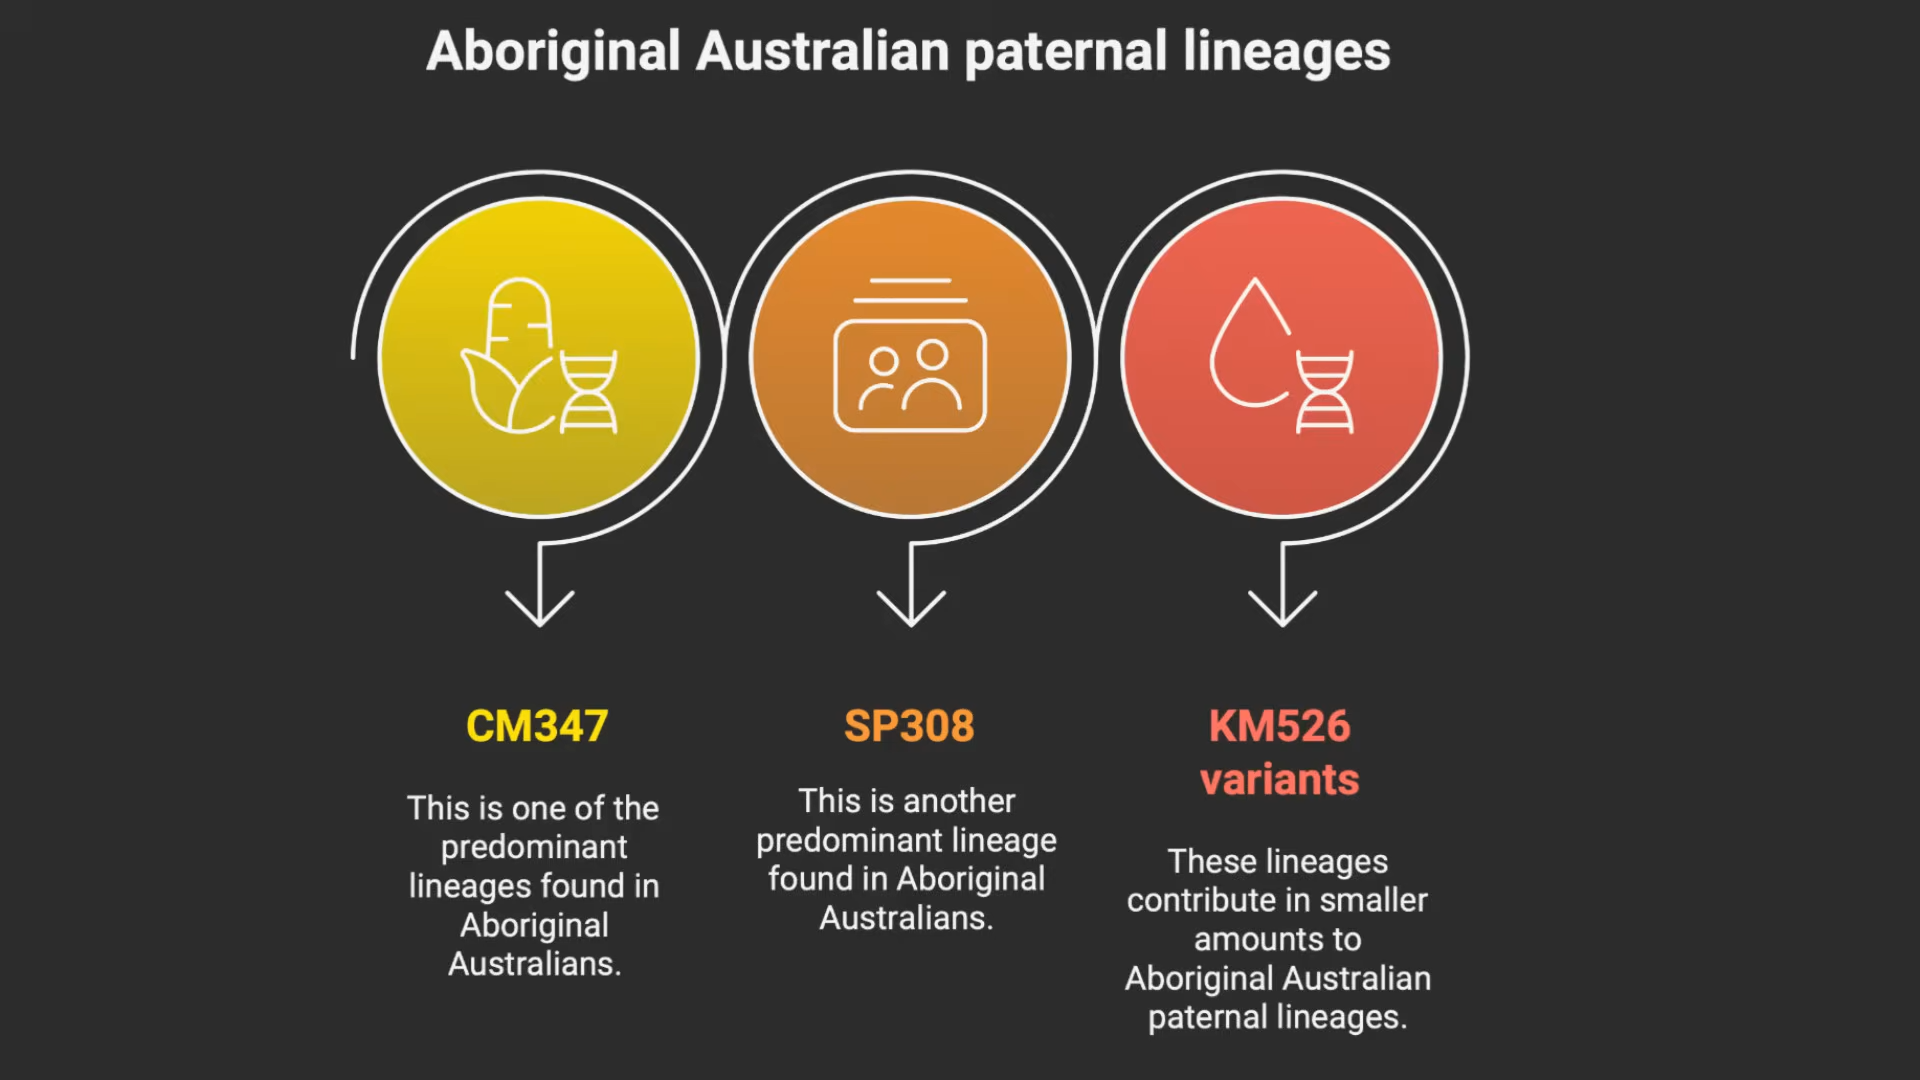 Aboriginal Australian paternal lineages
CM347
This is one of the
predominant
lineages found in
Aboriginal
Australians.
SP308
This is another
predominant lineage
found in Aboriginal
Australians.
KM526
variants
These lineages
contribute in smaller
amounts to
Aboriginal Australian
paternal lineages.